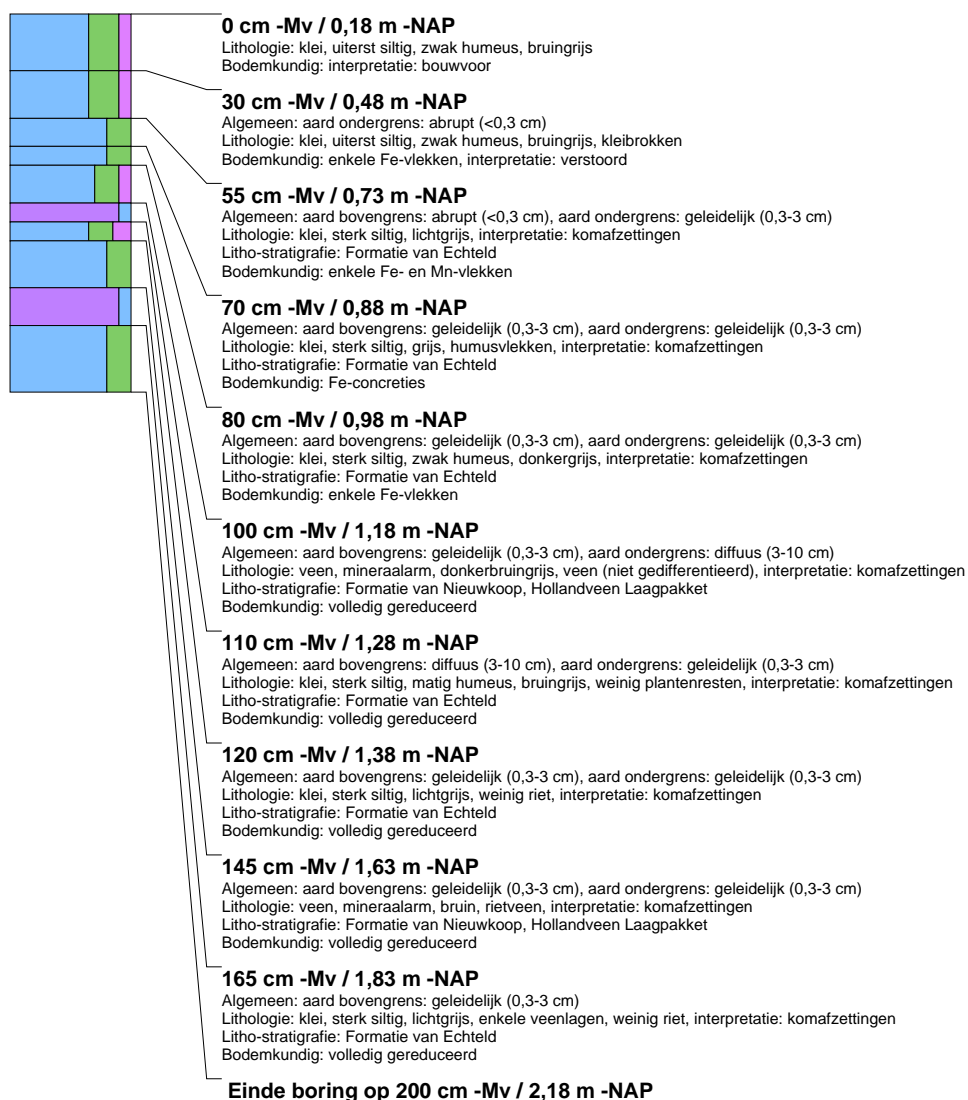 0 cm -Mv / 0,18 m -NAP
Lithologie: klei, uiterst siltig, zwak humeus, bruingrijs
Bodemkundig: interpretatie: bouwvoor
30 cm -Mv / 0,48 m -NAP
Algemeen: aard ondergrens: abrupt (<0,3 cm)
Lithologie: klei, uiterst siltig, zwak humeus, bruingrijs, kleibrokken
Bodemkundig: enkele Fe-vlekken, interpretatie: verstoord
55 cm -Mv / 0,73 m -NAP
Algemeen: aard bovengrens: abrupt (<0,3 cm), aard ondergrens: geleidelijk (0,3-3 cm)
Lithologie: klei, sterk siltig, lichtgrijs, interpretatie: komafzettingen
Litho-stratigrafie: Formatie van Echteld
Bodemkundig: enkele Fe- en Mn-vlekken
70 cm -Mv / 0,88 m -NAP
Algemeen: aard bovengrens: geleidelijk (0,3-3 cm), aard ondergrens: geleidelijk (0,3-3 cm)
Lithologie: klei, sterk siltig, grijs, humusvlekken, interpretatie: komafzettingen
Litho-stratigrafie: Formatie van Echteld
Bodemkundig: Fe-concreties
80 cm -Mv / 0,98 m -NAP
Algemeen: aard bovengrens: geleidelijk (0,3-3 cm), aard ondergrens: geleidelijk (0,3-3 cm)
Lithologie: klei, sterk siltig, zwak humeus, donkergrijs, interpretatie: komafzettingen
Litho-stratigrafie: Formatie van Echteld
Bodemkundig: enkele Fe-vlekken
100 cm -Mv / 1,18 m -NAP
Algemeen: aard bovengrens: geleidelijk (0,3-3 cm), aard ondergrens: diffuus (3-10 cm)
Lithologie: veen, mineraalarm, donkerbruingrijs, veen (niet gedifferentieerd), interpretatie: komafzettingen
Litho-stratigrafie: Formatie van Nieuwkoop, Hollandveen Laagpakket
Bodemkundig: volledig gereduceerd
110 cm -Mv / 1,28 m -NAP
Algemeen: aard bovengrens: diffuus (3-10 cm), aard ondergrens: geleidelijk (0,3-3 cm)
Lithologie: klei, sterk siltig, matig humeus, bruingrijs, weinig plantenresten, interpretatie: komafzettingen
Litho-stratigrafie: Formatie van Echteld
Bodemkundig: volledig gereduceerd
120 cm -Mv / 1,38 m -NAP
Algemeen: aard bovengrens: geleidelijk (0,3-3 cm), aard ondergrens: geleidelijk (0,3-3 cm)
Lithologie: klei, sterk siltig, lichtgrijs, weinig riet, interpretatie: komafzettingen
Litho-stratigrafie: Formatie van Echteld
Bodemkundig: volledig gereduceerd
145 cm -Mv / 1,63 m -NAP
Algemeen: aard bovengrens: geleidelijk (0,3-3 cm), aard ondergrens: geleidelijk (0,3-3 cm)
Lithologie: veen, mineraalarm, bruin, rietveen, interpretatie: komafzettingen
Litho-stratigrafie: Formatie van Nieuwkoop, Hollandveen Laagpakket
Bodemkundig: volledig gereduceerd
165 cm -Mv / 1,83 m -NAP
Algemeen: aard bovengrens: geleidelijk (0,3-3 cm)
Lithologie: klei, sterk siltig, lichtgrijs, enkele veenlagen, weinig riet, interpretatie: komafzettingen
Litho-stratigrafie: Formatie van Echteld
Bodemkundig: volledig gereduceerd
Einde boring op 200 cm -Mv / 2,18 m -NAP